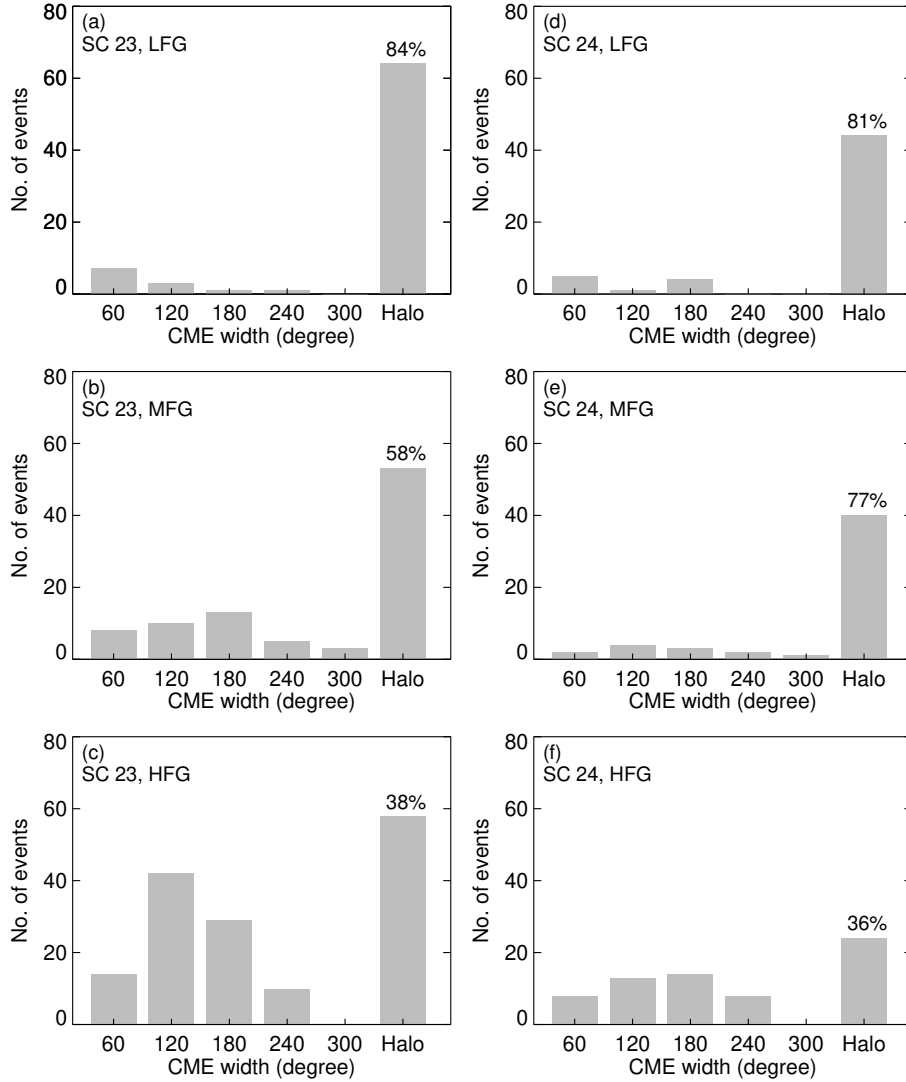 (a)
SC 23, LFG
84%
80
60
40
20
0
No. of events
60 120 180 240 300 Halo
CME width (degree)
(d)
SC 24, LFG
81%
80
60
40
20
0
No. of events
60 120 180 240 300 Halo
CME width (degree)
(b)
SC 23, MFG
58%
80
60
40
20
0
No. of events
60 120 180 240 300 Halo
CME width (degree)
(e)
SC 24, MFG
77%
80
60
40
20
0
No. of events
60 120 180 240 300 Halo
CME width (degree)
(c)
SC 23, HFG
38%
80
60
40
20
0
No. of events
60 120 180 240 300 Halo
CME width (degree)
(f)
SC 24, HFG
36%
80
60
40
20
0
No. of events
60 120 180 240 300 Halo
CME width (degree)